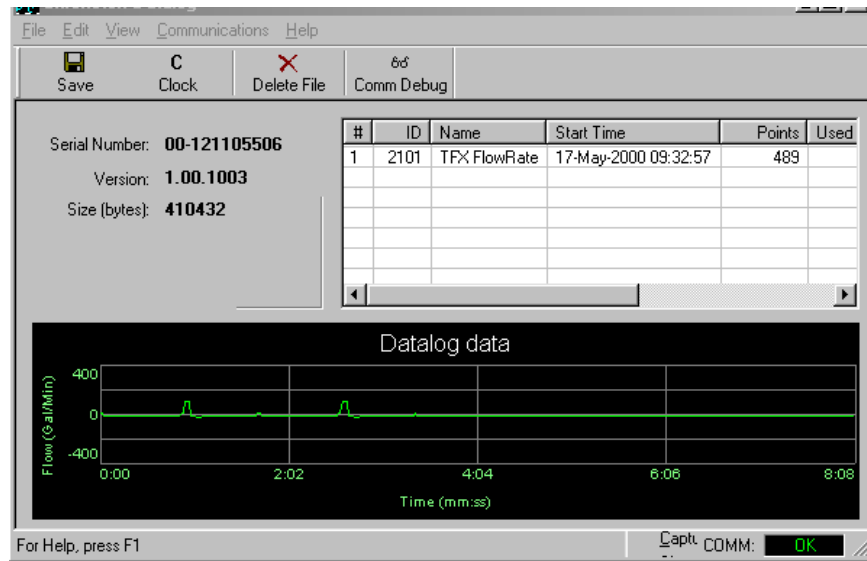 File Edit View Communications Help
C
Save Clock Delete File Comm Debug
Serial Number: 00-121105506
Version: 1.00.1003
Size (bytes): 410432
# ID Name Start Time Points Used
1 2101 TFX FlowRate 17-May-2000 09:32:57 489
Datalog data
Flow (Gal/Min)
400
0
-400
0:00 2:02 4:04 6:06 8:08
Time (mm:ss)
For Help, press F1 COMM: OK